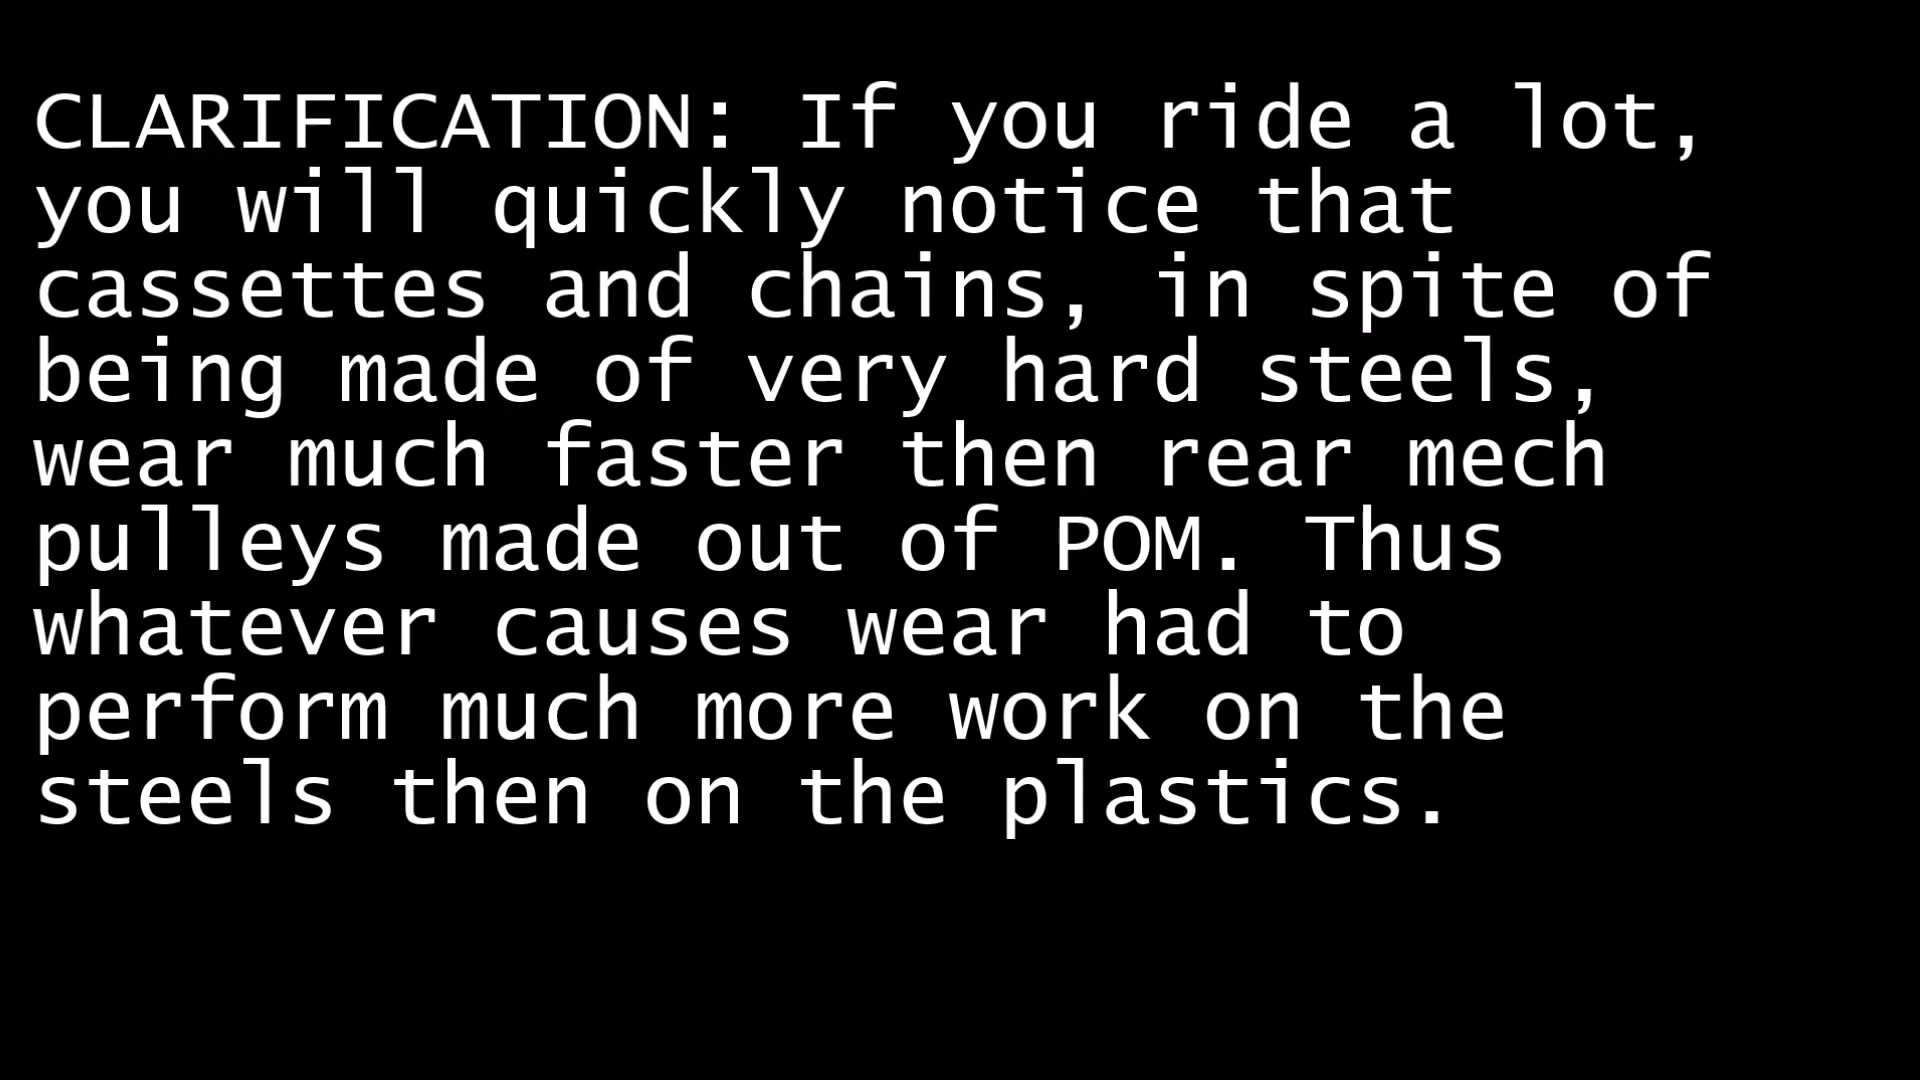 CLARIFICATION: If you ride a lot,
you will quickly notice that
cassettes and chains, in spite of
being made of very hard steels,
wear much faster then rear mech
pulleys made out of POM. Thus
whatever causes wear had to
perform much more work on the
steels then on the plastics.